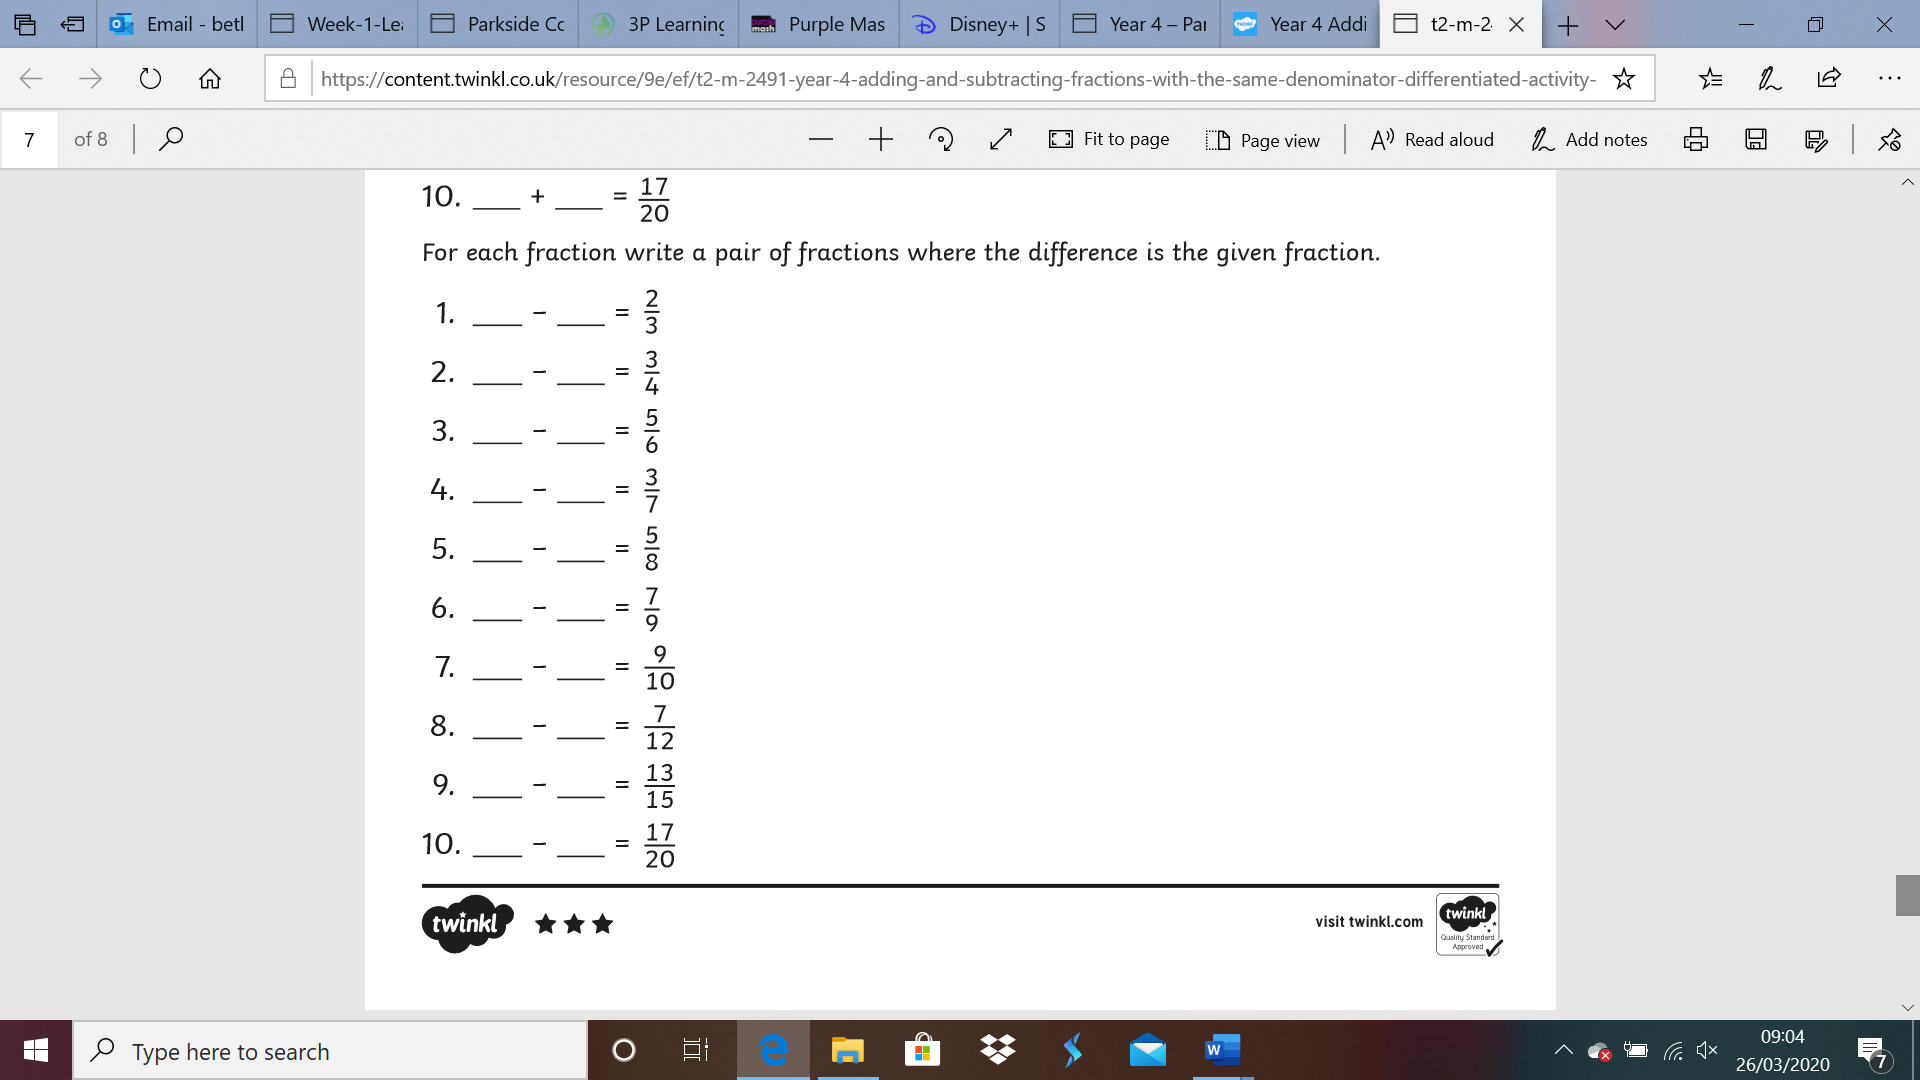 Email - betl
Week-1-Lea
Parkside Co
3P Learning
Purple Mas
Disney+ | S
Year 4 – Par
Year 4 Addi
t2-m-2
https://content.twinkl.co.uk/resource/9e/ef/t2-m-2491-year-4-adding-and-subtracting-fractions-with-the-same-denominator-differentiated-activity-
7 of 8
Fit to page
Page view
Read aloud
Add notes
10. ___ + ___ = 17/20
For each fraction write a pair of fractions where the difference is the given fraction.
1. ___ - ___ = 2/3
2. ___ - ___ = 3/4
3. ___ - ___ = 5/6
4. ___ - ___ = 3/7
5. ___ - ___ = 5/8
6. ___ - ___ = 7/9
7. ___ - ___ = 9/10
8. ___ - ___ = 7/12
9. ___ - ___ = 13/15
10. ___ - ___ = 17/20
twinkl
visit twinkl.com
twinkl
Quality Standard
Approved
Type here to search
09:04
26/03/2020
7